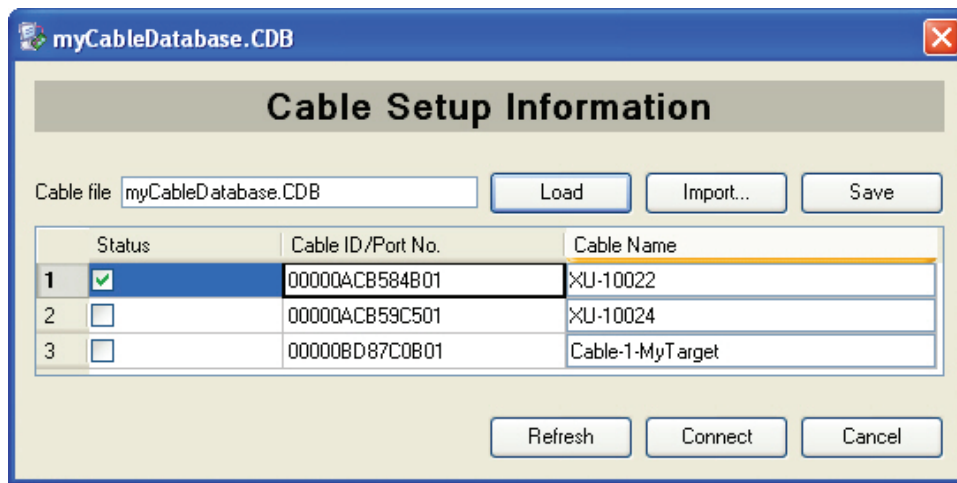 myCableDatabase.CDB
Cable Setup Information
Cable file myCableDatabase.CDB Load Import... Save
Status Cable ID/Port No. Cable Name
1 00000ACB584B01 XU-10022
2 00000ACB59C501 XU-10024
3 00000BD87C0B01 Cable-1-MyTarget
Refresh Connect Cancel